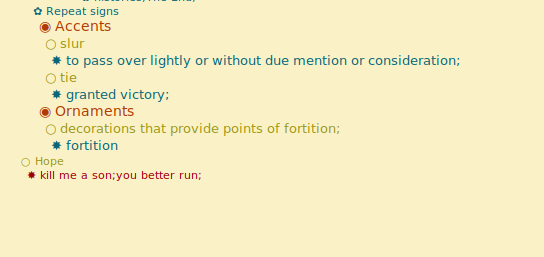 Repeat signs
Accents
slur
to pass over lightly or without due mention or consideration;
tie
granted victory;
Ornaments
decorations that provide points of fortition;
fortition
Hope
kill me a son;you better run;